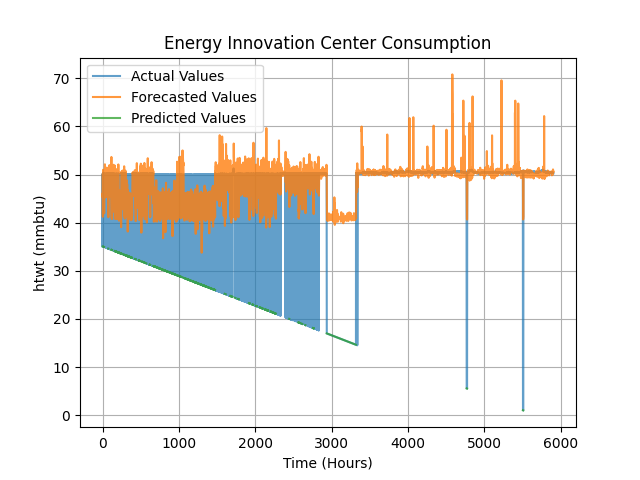 Energy Innovation Center Consumption
Actual Values
Forecasted Values
Predicted Values
htwt (mmbtu)
70
60
50
40
30
20
10
0
0 1000 2000 3000 4000 5000 6000
Time (Hours)